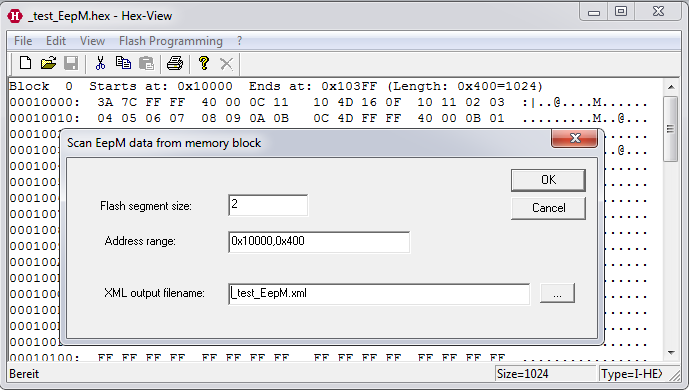 _test_EepM.hex - Hex-View
File Edit View Flash Programming ?
Block 0 Starts at: 0x10000 Ends at: 0x103FF (Length: 0x400=1024)
00010000: 3A 7C FF FF 40 00 0C 11 10 4D 16 0F 10 11 02 03 :|..@....M......
00010010: 04 05 06 07 08 09 0A 0B 0C 4D FF FF 40 00 0B 01 .........M..@...
Scan EepM data from memory block
Flash segment size: 2
OK
Cancel
Address range: 0x10000,0x400
XML output filename: _test_EepM.xml ...
00010100: FF FF FF FF FF FF FF FF FF FF FF FF FF FF FF FF ................
Bereit Size=1024 Type=I-HEX